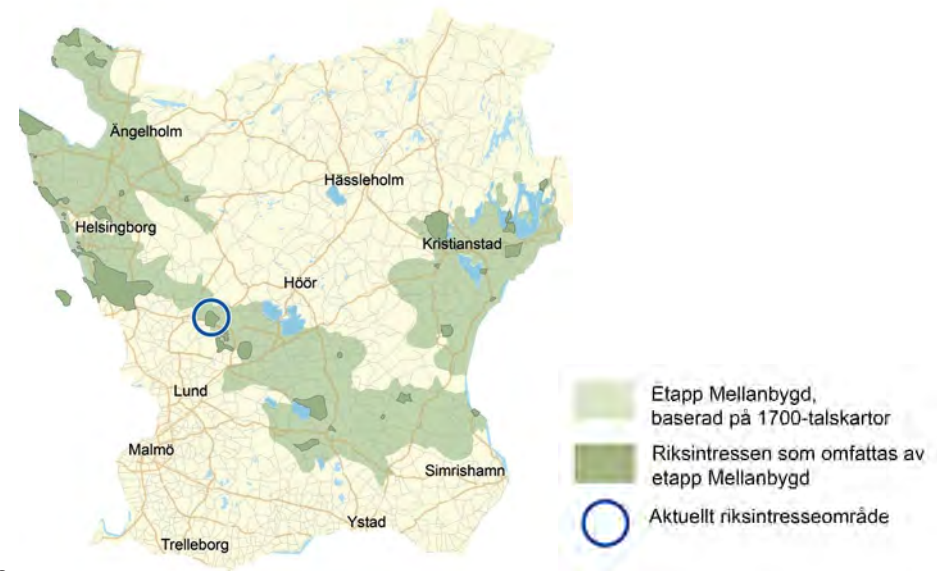 Ängelholm
Hässleholm
Helsingborg
Kristianstad
Höör
Lund
Malmö
Simrishamn
Ystad
Trelleborg
Etapp Mellanbygd,
baserad på 1700-talskartor
Riksintressen som omfattas av
etapp Mellanbygd
Aktuellt riksintresseområde